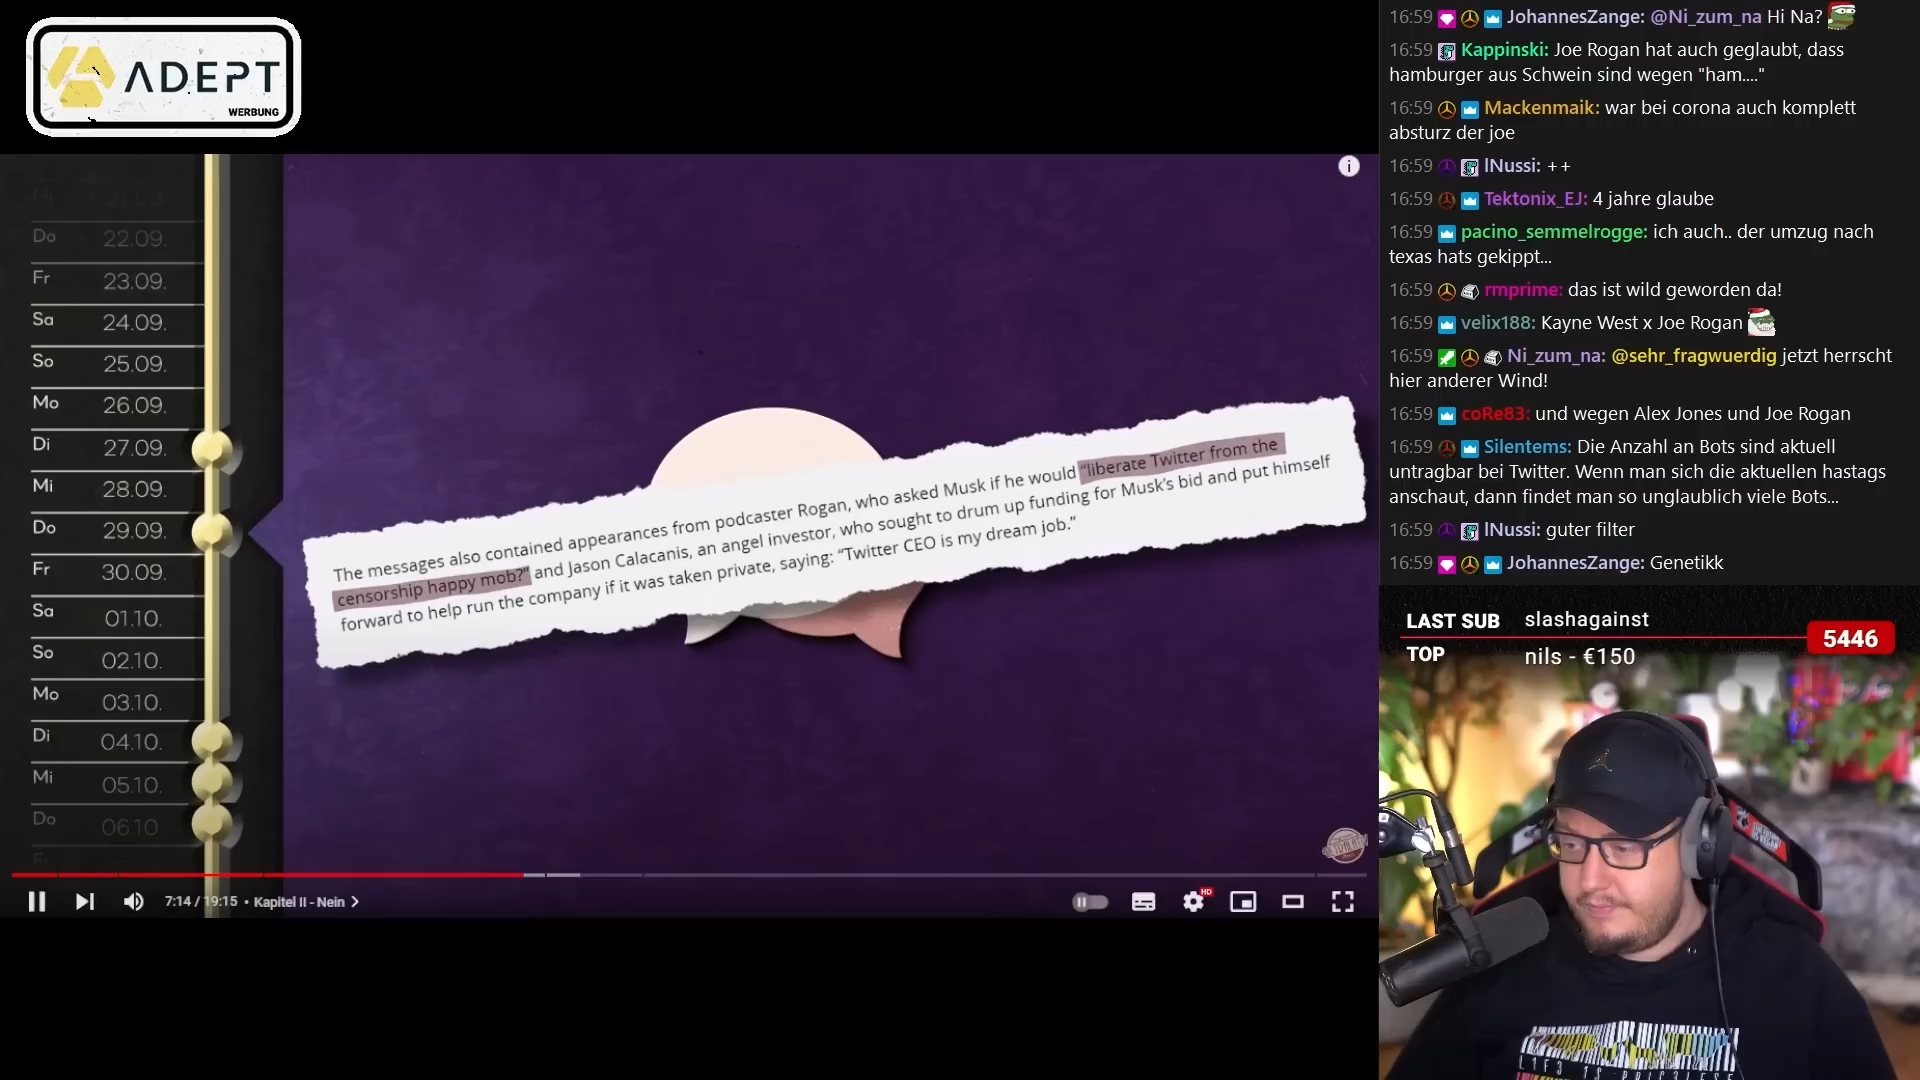 ADEPT
WERBUNG
Do 22.09.
Fr 23.09.
Sa 24.09.
So 25.09.
Mo 26.09.
Di 27.09.
Mi 28.09.
Do 29.09.
Fr 30.09.
Sa 01.10.
So 02.10.
Mo 03.10.
Di 04.10.
Mi 05.10.
Do 06.10
The messages also contained appearances from podcaster Rogan, who asked Musk if he would “liberate Twitter from the
censorship happy mob?” and Jason Calacanis, an angel investor, who sought to drum up funding for Musk’s bid and put himself
forward to help run the company if it was taken private, saying: “Twitter CEO is my dream job.”
7:14 / 19:15 • Kapitel II - Nein
HD
16:59 JohannesZange: @Ni_zum_na Hi Na?
16:59 Kappinski: Joe Rogan hat auch geglaubt, dass
hamburger aus Schwein sind wegen "ham...."
16:59 Mackenmaik: war bei corona auch komplett
absturz der joe
16:59 lNussi: ++
16:59 Tektonix_EJ: 4 jahre glaube
16:59 pacino_semmelrogge: ich auch.. der umzug nach
texas hats gekippt...
16:59 rmprime: das ist wild geworden da!
16:59 velix188: Kayne West x Joe Rogan
16:59 Ni_zum_na: @sehr_fragwuerdig jetzt herrscht
hier anderer Wind!
16:59 coRe83: und wegen Alex Jones und Joe Rogan
16:59 Silentems: Die Anzahl an Bots sind aktuell
untragbar bei Twitter. Wenn man sich die aktuellen hastags
anschaut, dann findet man so unglaublich viele Bots...
16:59 lNussi: guter filter
16:59 JohannesZange: Genetikk
LAST SUB slashagainst
5446
TOP nils - €150